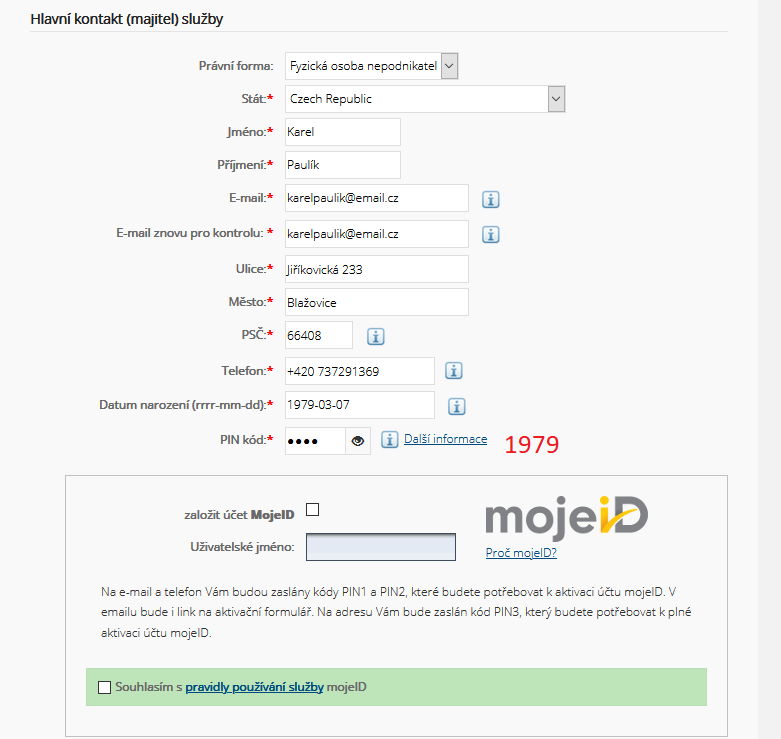 Hlavní kontakt (majitel) služby
Právní forma: Fyzická osoba nepodnikatel
Stát:* Czech Republic
Jméno:* Karel
Příjmení:* Paulík
E-mail:* karelpaulik@email.cz
E-mail znovu pro kontrolu: * karelpaulik@email.cz
Ulice:* Jiříkovická 233
Město:* Blažovice
PSČ:* 66408
Telefon:* +420 737291369
Datum narození (rrrr-mm-dd):* 1979-03-07
PIN kód:* ●●●● Další informace 1979
založit účet MojeID
mojeiD
Uživatelské jméno:
Proč mojeID?
Na e-mail a telefon Vám budou zaslány kódy PIN1 a PIN2, které budete potřebovat k aktivaci účtu mojeID. V
emailu bude i link na aktivační formulář. Na adresu Vám bude zaslán kód PIN3, který budete potřebovat k plné
aktivaci účtu mojeID.
Souhlasím s pravidly používání služby mojeID